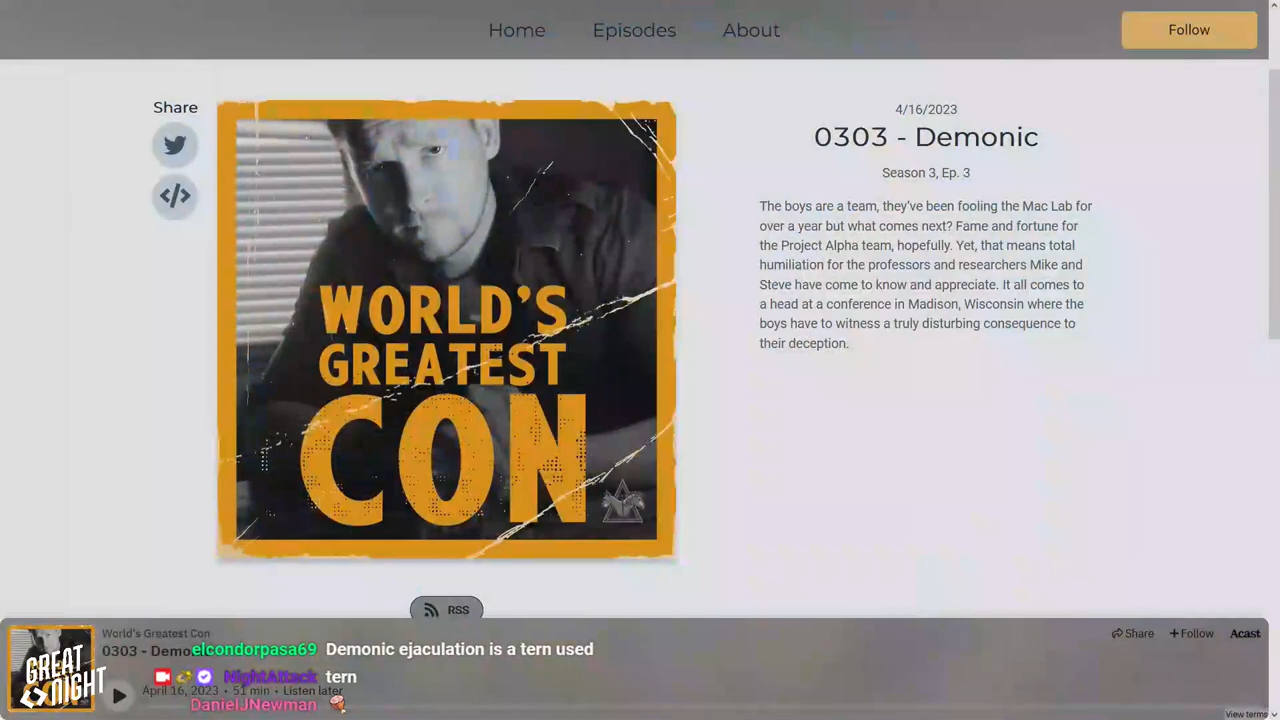 Home Episodes About
Follow
Share
4/16/2023
0303 - Demonic
Season 3, Ep. 3
The boys are a team, they've been fooling the Mac Lab for
over a year but what comes next? Fame and fortune for
the Project Alpha team, hopefully. Yet, that means total
humiliation for the professors and researchers Mike and
Steve have come to know and appreciate. It all comes to
a head at a conference in Madison, Wisconsin where the
boys have to witness a truly disturbing consequence to
their deception.
WORLD'S
GREATEST
CON
RSS
World's Greatest Con
Share Follow Acast
0303 - Demo
elcondorpasa69 Demonic ejaculation is a tern used
NightAttack tern
April 16, 2023 • 51 min • Listen later
DanielJNewman
GREAT
NIGHT
View terms